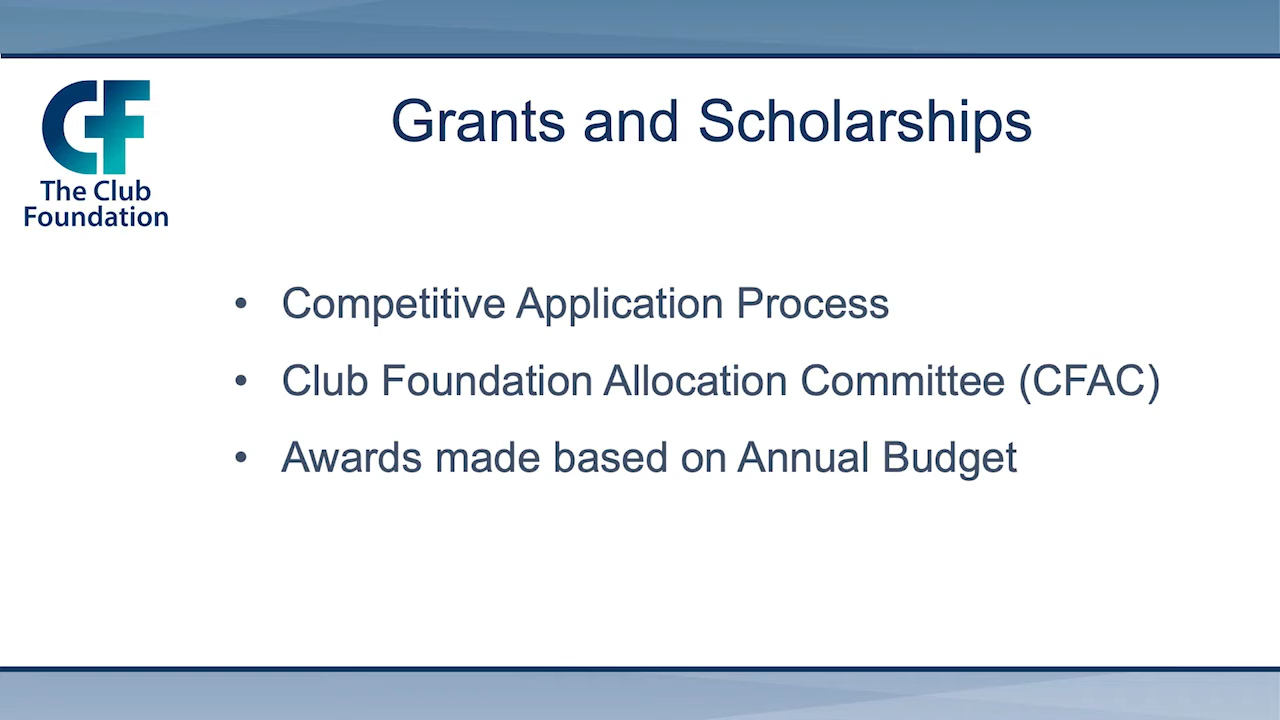 CF
The Club
Foundation
Grants and Scholarships
• Competitive Application Process
• Club Foundation Allocation Committee (CFAC)
• Awards made based on Annual Budget